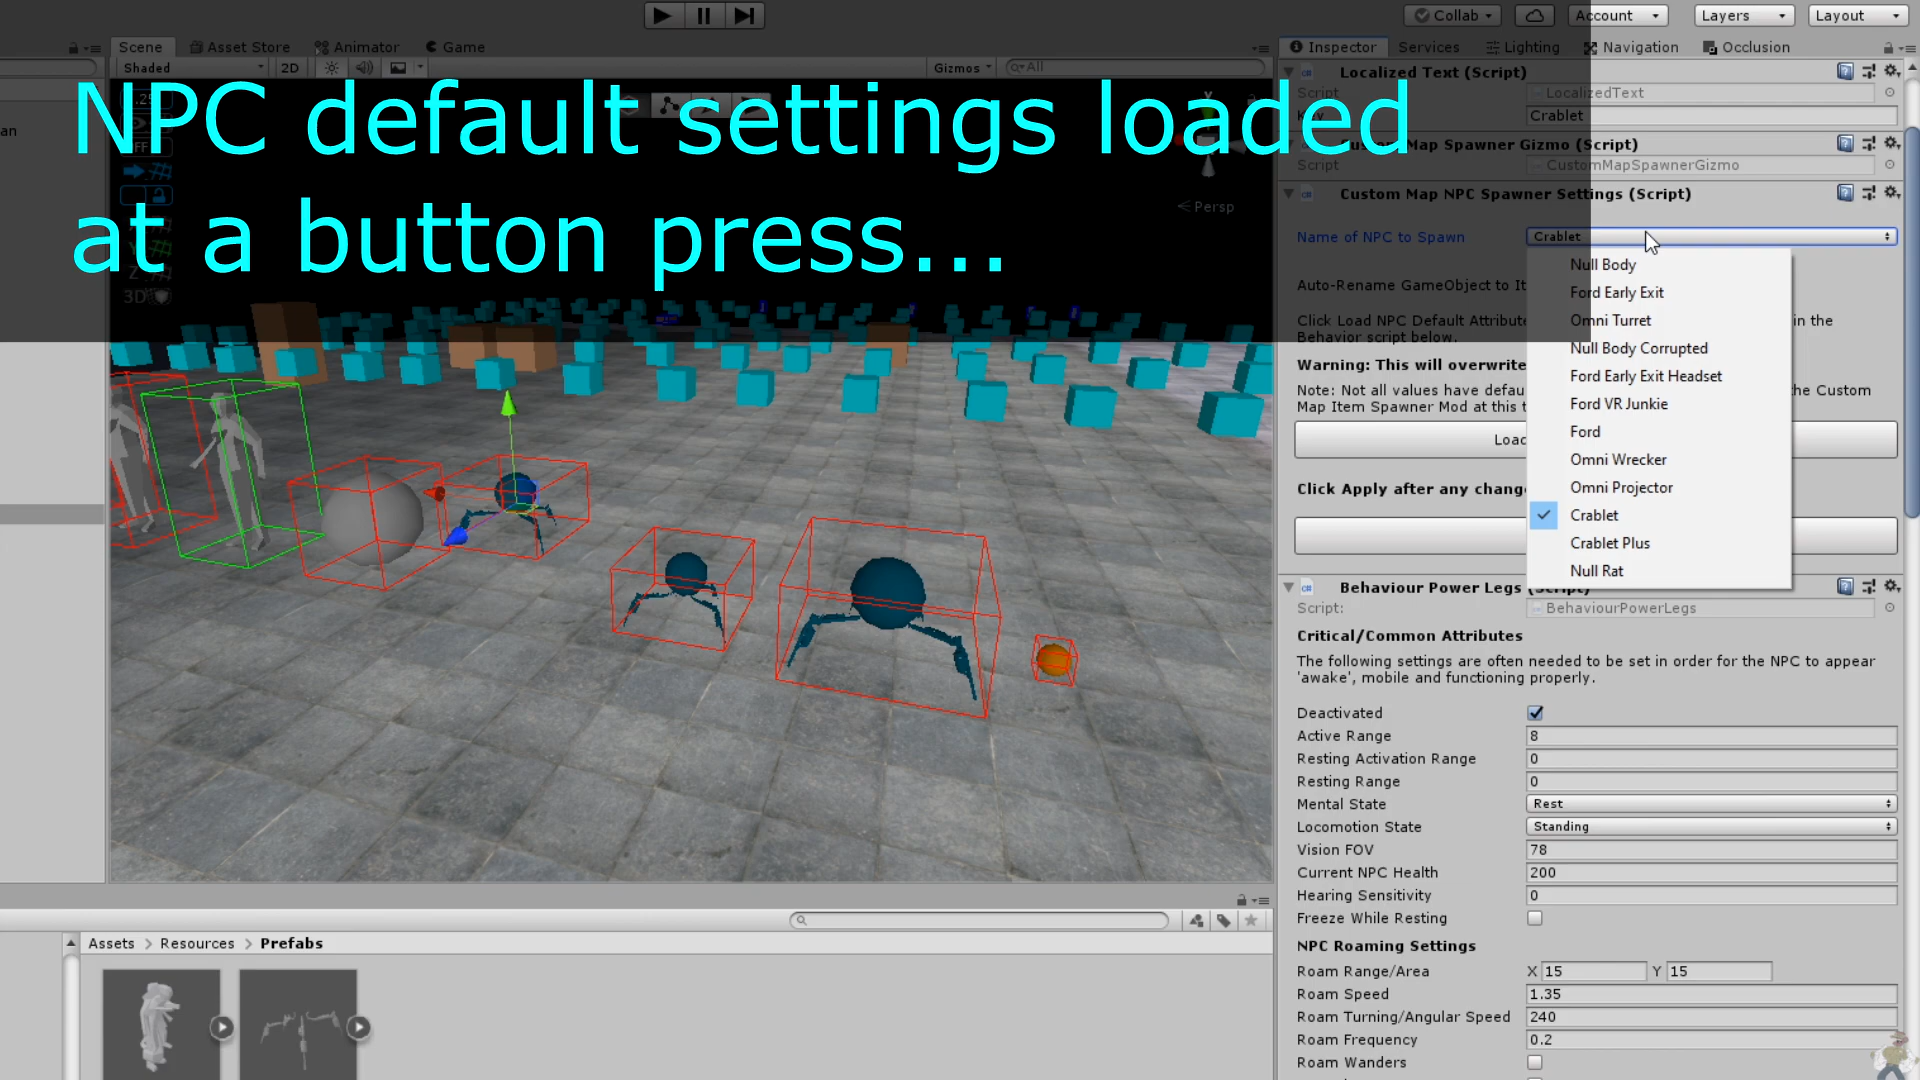 Collab
Account
Layers
Layout
Scene
Asset Store
Animator
Game
Inspector
Services
Lighting
Navigation
Occlusion
Shaded
2D
Gizmos
All
NPC default settings loaded
at a button press...
an
Persp
3D
Localized Text (Script)
Script
LocalizedText
Crablet
Custom Map Spawner Gizmo (Script)
Script
CustomMapSpawnerGizmo
Custom Map NPC Spawner Settings (Script)
Name of NPC to Spawn
Crablet
Null Body
Ford Early Exit
Omni Turret
Null Body Corrupted
Ford Early Exit Headset
Ford VR Junkie
Ford
Omni Wrecker
Omni Projector
Crablet
Crablet Plus
Null Rat
Auto-Rename GameObject to It
Click Load NPC Default Attribute
in the
Behavior script below.
Warning: This will overwrite
Note: Not all values have defau
the Custom
Map Item Spawner Mod at this t
Loa
Click Apply after any chang
Behaviour Power Legs (Script)
Script:
BehaviourPowerLegs
Critical/Common Attributes
The following settings are often needed to be set in order for the NPC to appear
'awake', mobile and functioning properly.
Deactivated
Active Range
8
Resting Activation Range
0
Resting Range
0
Mental State
Rest
Locomotion State
Standing
Vision FOV
78
Current NPC Health
200
Hearing Sensitivity
0
Freeze While Resting
NPC Roaming Settings
Roam Range/Area
X 15
Y 15
Roam Speed
1.35
Roam Turning/Angular Speed
240
Roam Frequency
0.2
Roam Wanders
Assets > Resources > Prefabs